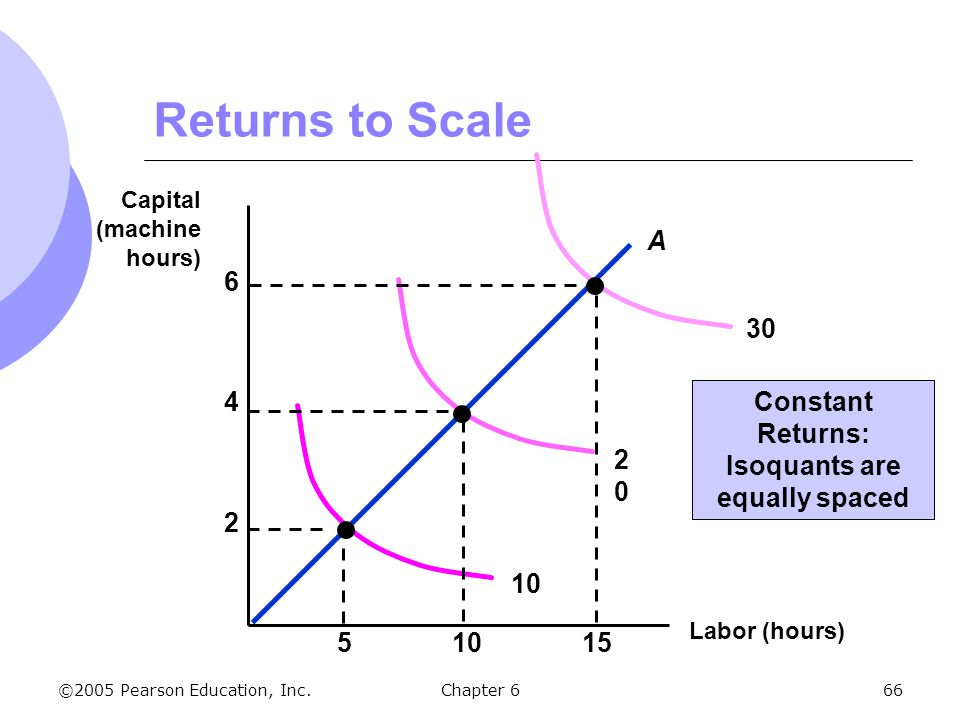 Returns to Scale
Capital
(machine
hours)
A
6
30
4
Constant
Returns:
Isoquants are
equally spaced
2
0
2
10
5 10 15
Labor (hours)
©2005 Pearson Education, Inc. Chapter 6 66